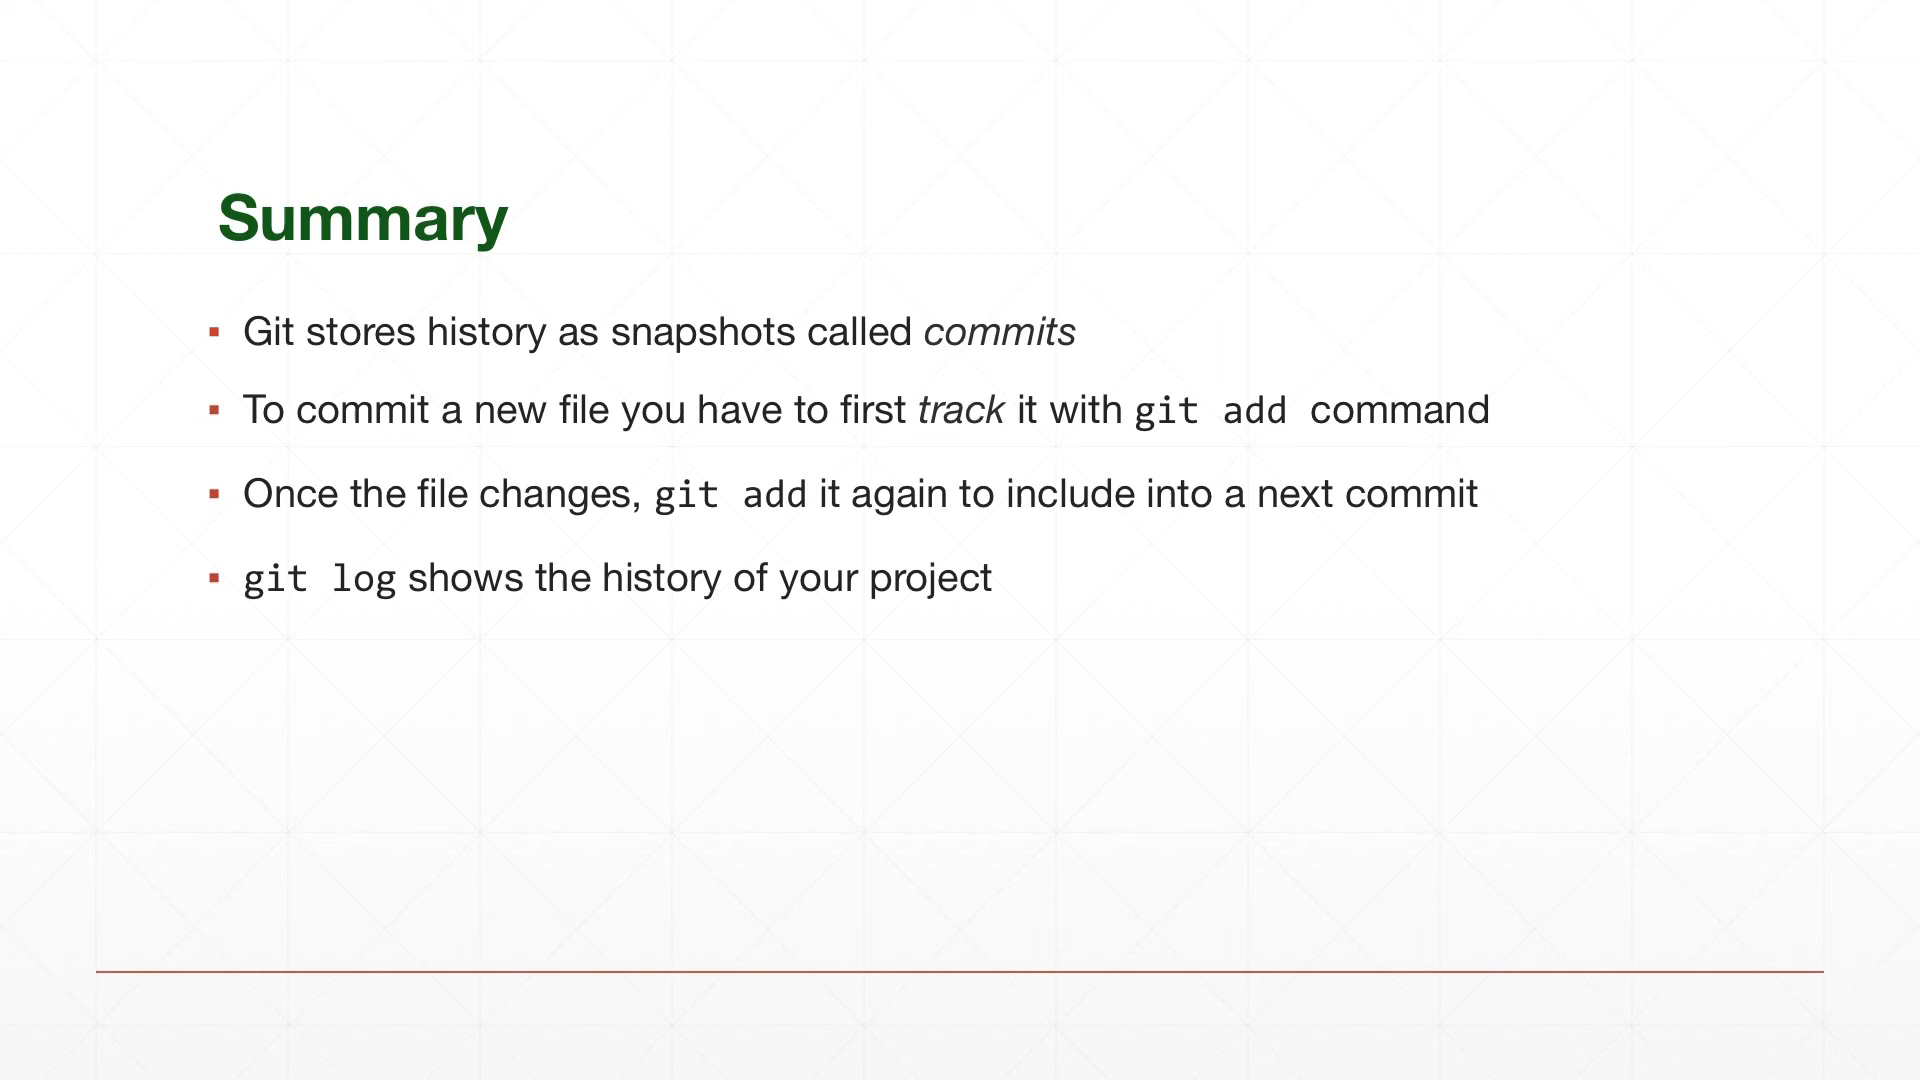 Summary
▪ Git stores history as snapshots called commits
▪ To commit a new file you have to first track it with git add command
▪ Once the file changes, git add it again to include into a next commit
▪ git log shows the history of your project